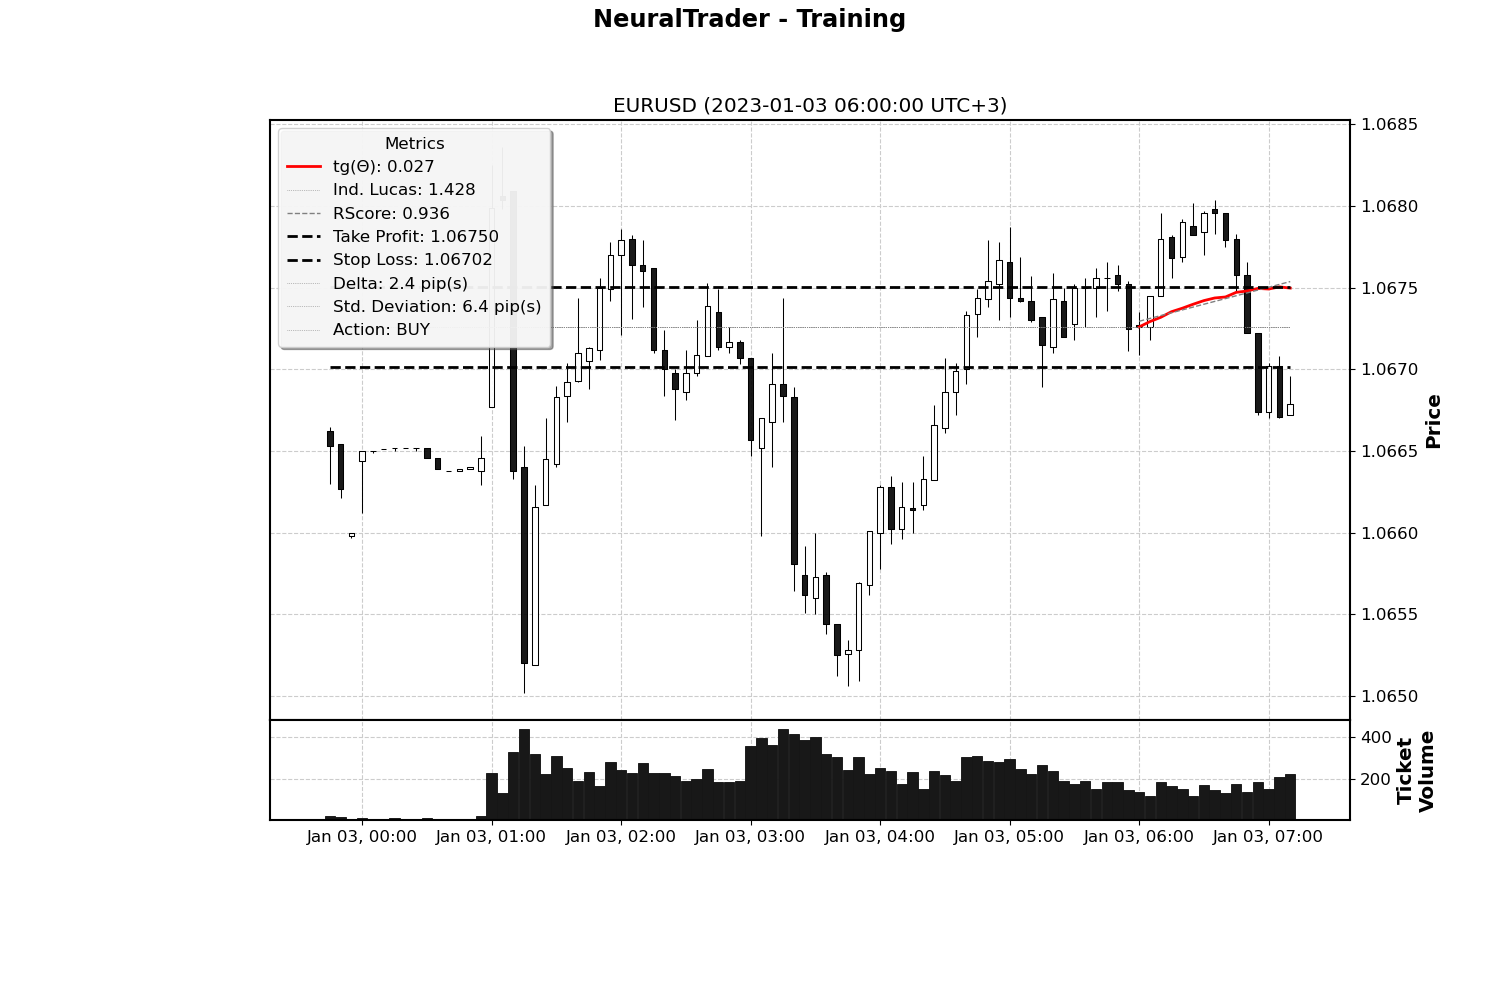 NeuralTrader - Training
EURUSD (2023-01-03 06:00:00 UTC+3)
Metrics
tg(Θ): 0.027
Ind. Lucas: 1.428
RScore: 0.936
Take Profit: 1.06750
Stop Loss: 1.06702
Delta: 2.4 pip(s)
Std. Deviation: 6.4 pip(s)
Action: BUY
1.0685
1.0680
1.0675
1.0670
1.0665
1.0660
1.0655
1.0650
Price
400
200
Ticket
Volume
Jan 03, 00:00
Jan 03, 01:00
Jan 03, 02:00
Jan 03, 03:00
Jan 03, 04:00
Jan 03, 05:00
Jan 03, 06:00
Jan 03, 07:00